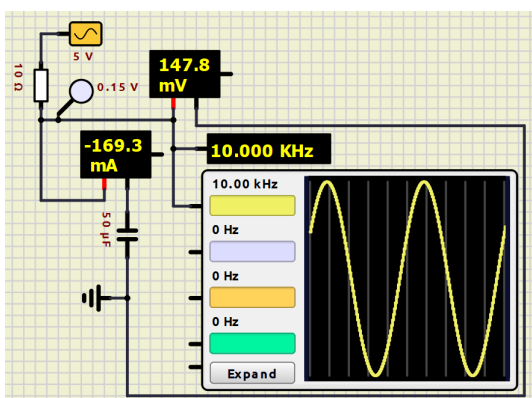 5 V
10 Ω
0.15 V
147.8
mV
-169.3
mA
10.000 KHz
50 µF
10.00 kHz
0 Hz
0 Hz
0 Hz
Expand